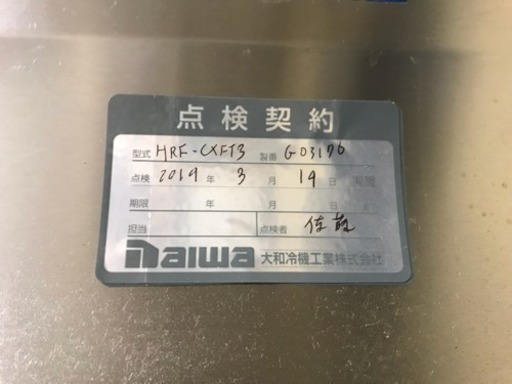 点検契約
型式 HRF-CXFT3 製番 G03176
点検 2019 年 3 月 19 日
期限 年 月 日
担当 点検者 佐藤
Daiwa 大和冷機工業株式会社